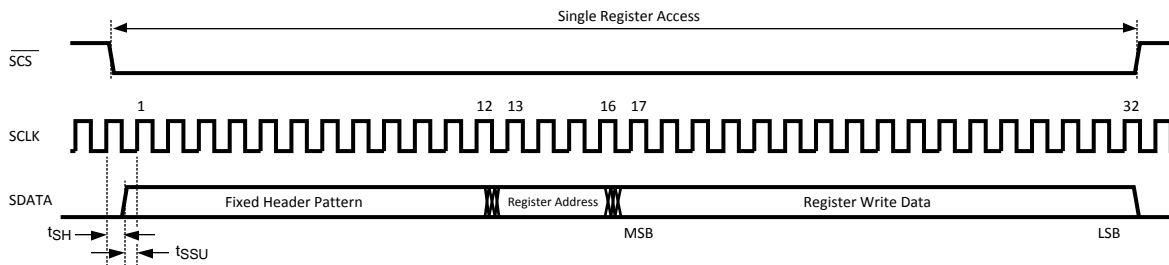 Single Register Access
SCS
1 12 13 16 17 32
SCLK
SDATA Fixed Header Pattern Register Address Register Write Data
tSH MSB LSB
tSSU